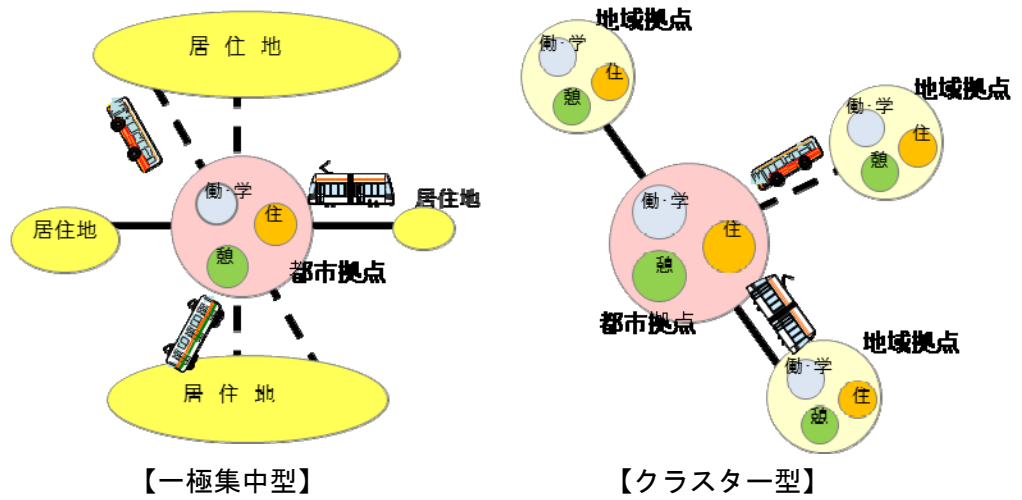 居 住 地
働・学
住
憩
都市拠点
居住地
居住地
居 住 地
【一極集中型】
地域拠点
働・学
住
憩
地域拠点
働・学
住
憩
働・学
住
憩
都市拠点
地域拠点
働・学
住
憩
【クラスター型】